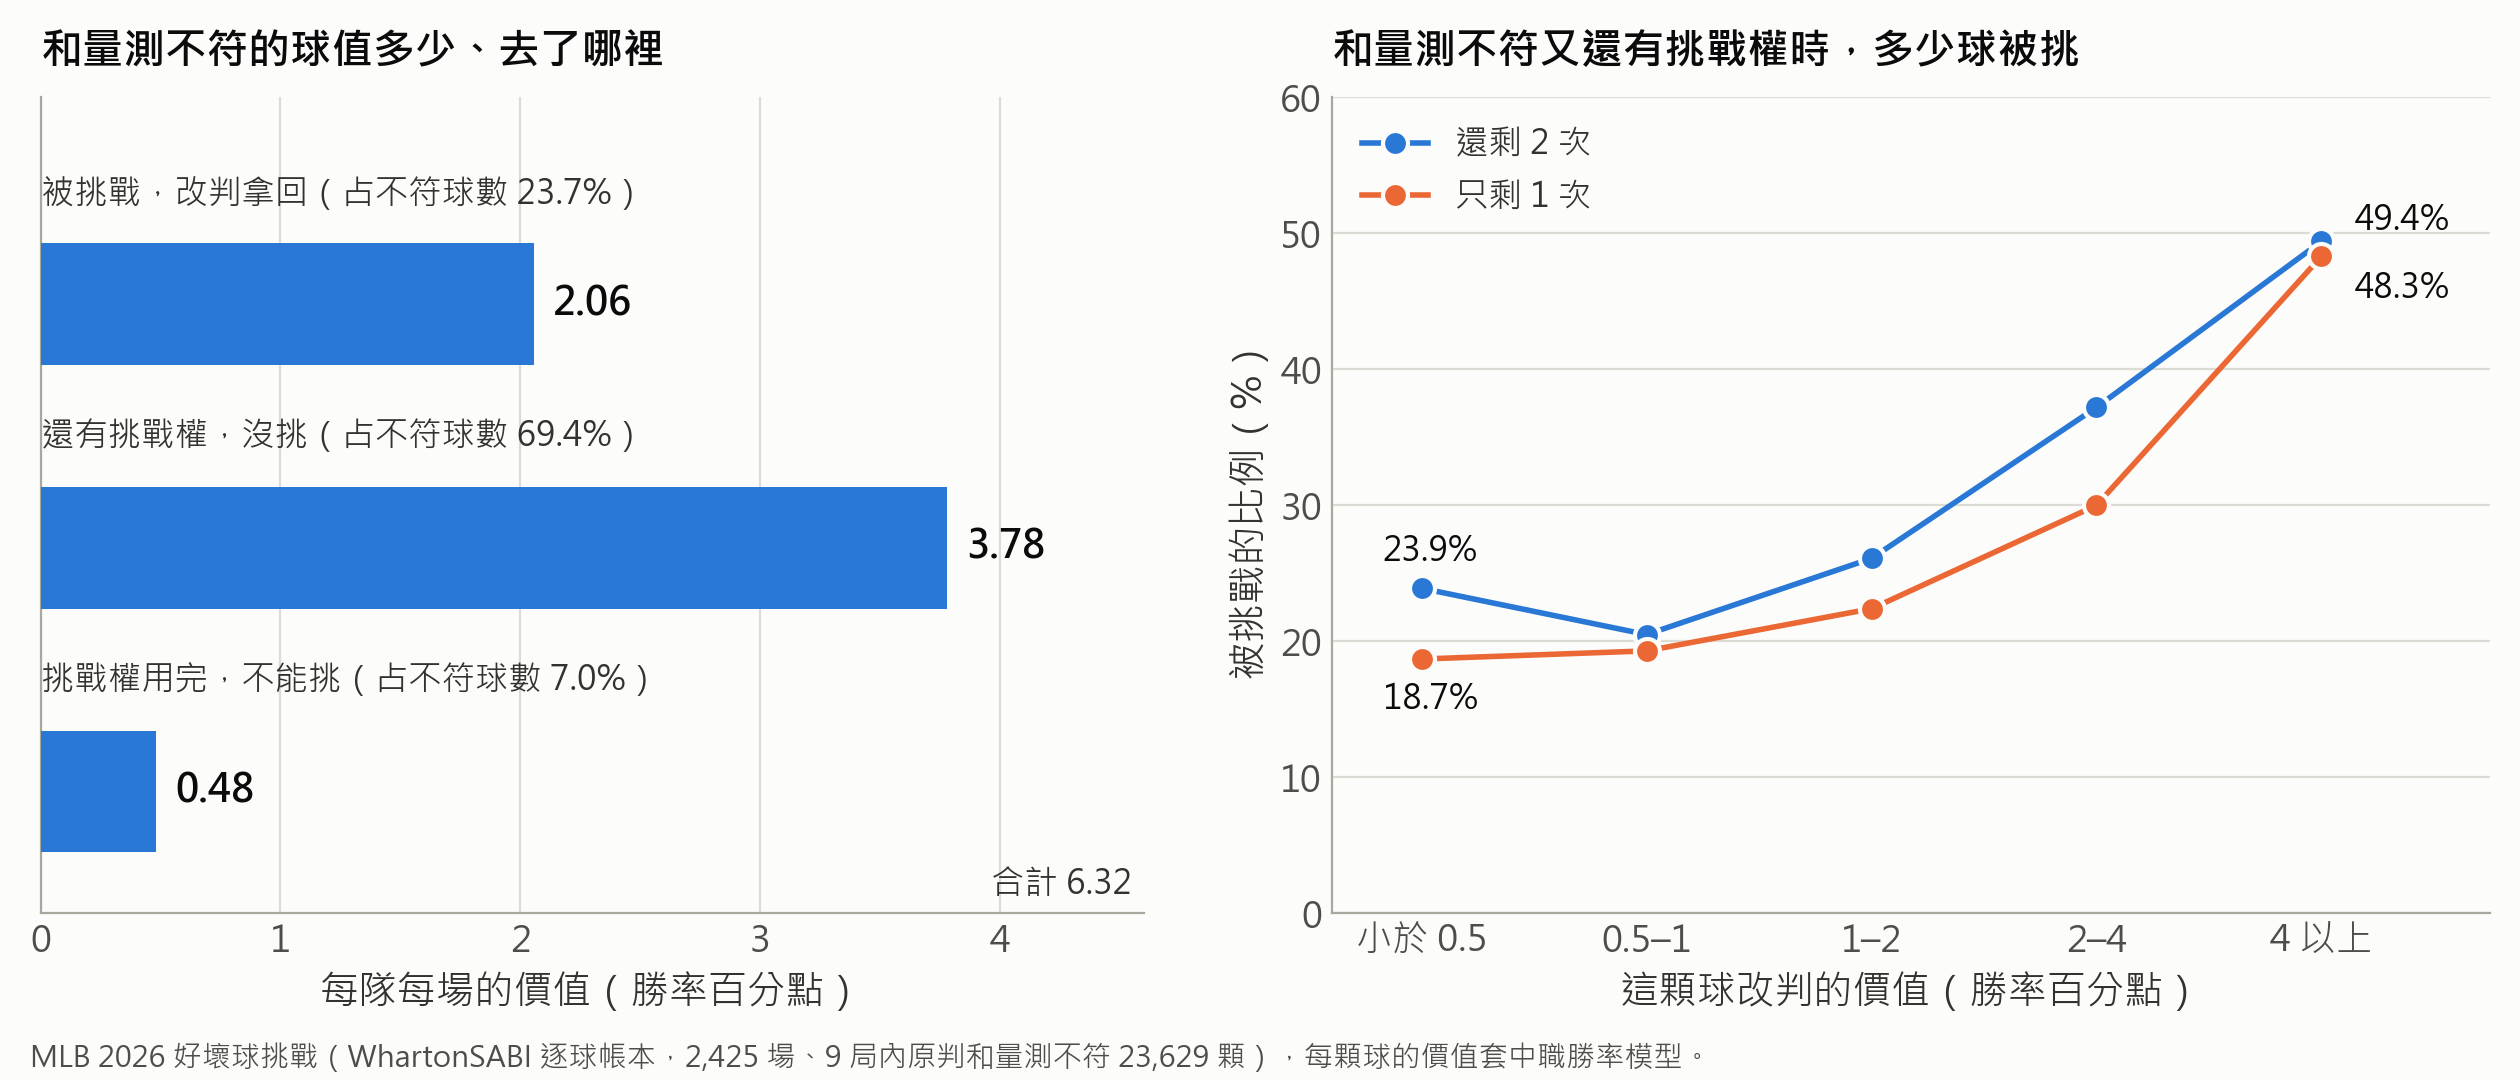 和量測不符的球值多少、去了哪裡
被挑戰，改判拿回（占不符球數 23.7%）
2.06
還有挑戰權，沒挑（占不符球數 69.4%）
3.78
挑戰權用完，不能挑（占不符球數 7.0%）
0.48
合計 6.32
0 1 2 3 4
每隊每場的價值（勝率百分點）
和量測不符又還有挑戰權時，多少球被挑
被挑戰的比例（%）
60
50
40
30
20
10
0
還剩 2 次
只剩 1 次
49.4%
48.3%
23.9%
18.7%
小於 0.5 0.5–1 1–2 2–4 4 以上
這顆球改判的價值（勝率百分點）
MLB 2026 好壞球挑戰（WhartonSABI 逐球帳本，2,425 場、9 局內原判和量測不符 23,629 顆），每顆球的價值套中職勝率模型。